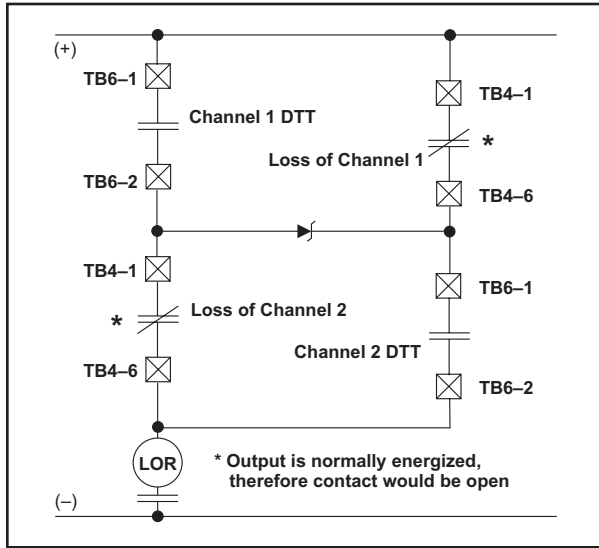 (+)
TB6–1
TB4–1
Channel 1 DTT
Loss of Channel 1
*
TB6–2
TB4–6
TB4–1
TB6–1
* Loss of Channel 2
Channel 2 DTT
TB4–6
TB6–2
LOR
* Output is normally energized,
therefore contact would be open
(–)